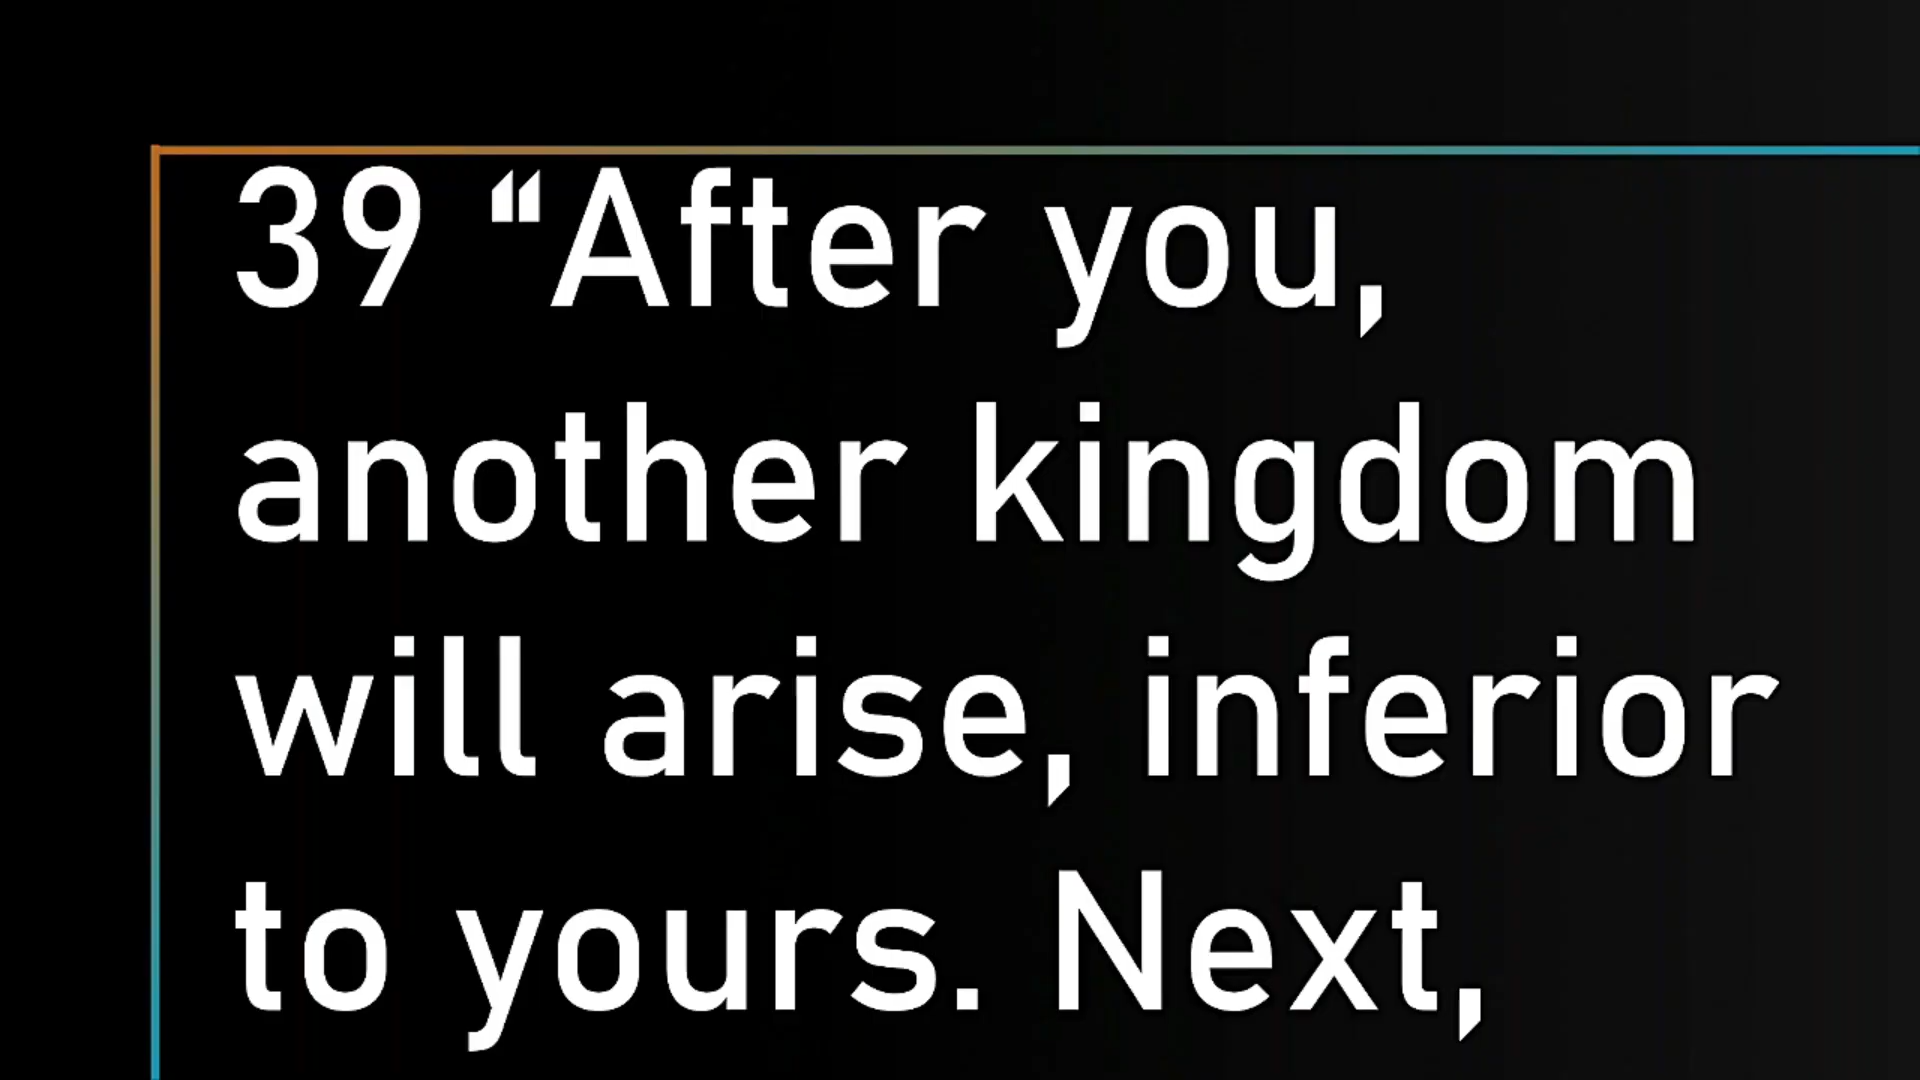 39 “After you,
another kingdom
will arise, inferior
to yours. Next,